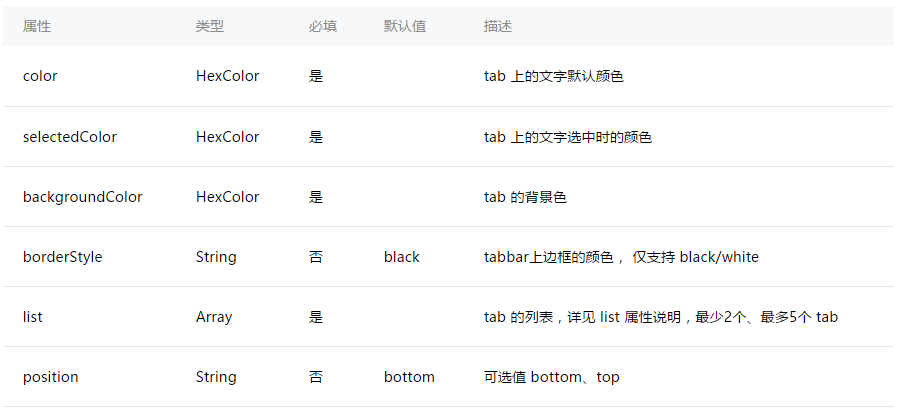 属性 类型 必填 默认值 描述
color HexColor 是 tab 上的文字默认颜色
selectedColor HexColor 是 tab 上的文字选中时的颜色
backgroundColor HexColor 是 tab 的背景色
borderStyle String 否 black tabbar上边框的颜色， 仅支持 black/white
list Array 是 tab 的列表，详见 list 属性说明，最少2个、最多5个 tab
position String 否 bottom 可选值 bottom、top